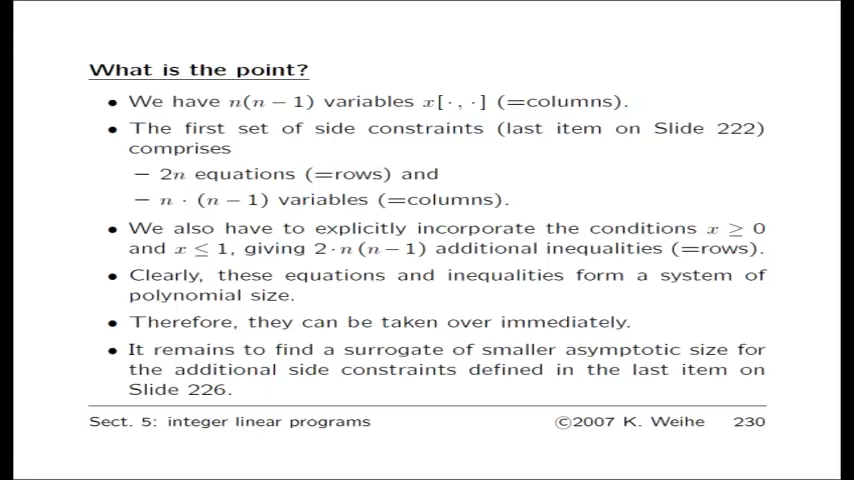 What is the point?
• We have n(n − 1) variables x[·, ·] (=columns).
• The first set of side constraints (last item on Slide 222)
comprises
– 2n equations (=rows) and
– n · (n − 1) variables (=columns).
• We also have to explicitly incorporate the conditions x ≥ 0
and x ≤ 1, giving 2·n(n−1) additional inequalities (=rows).
• Clearly, these equations and inequalities form a system of
polynomial size.
• Therefore, they can be taken over immediately.
• It remains to find a surrogate of smaller asymptotic size for
the additional side constraints defined in the last item on
Slide 226.
Sect. 5: integer linear programs ©2007 K. Weihe 230